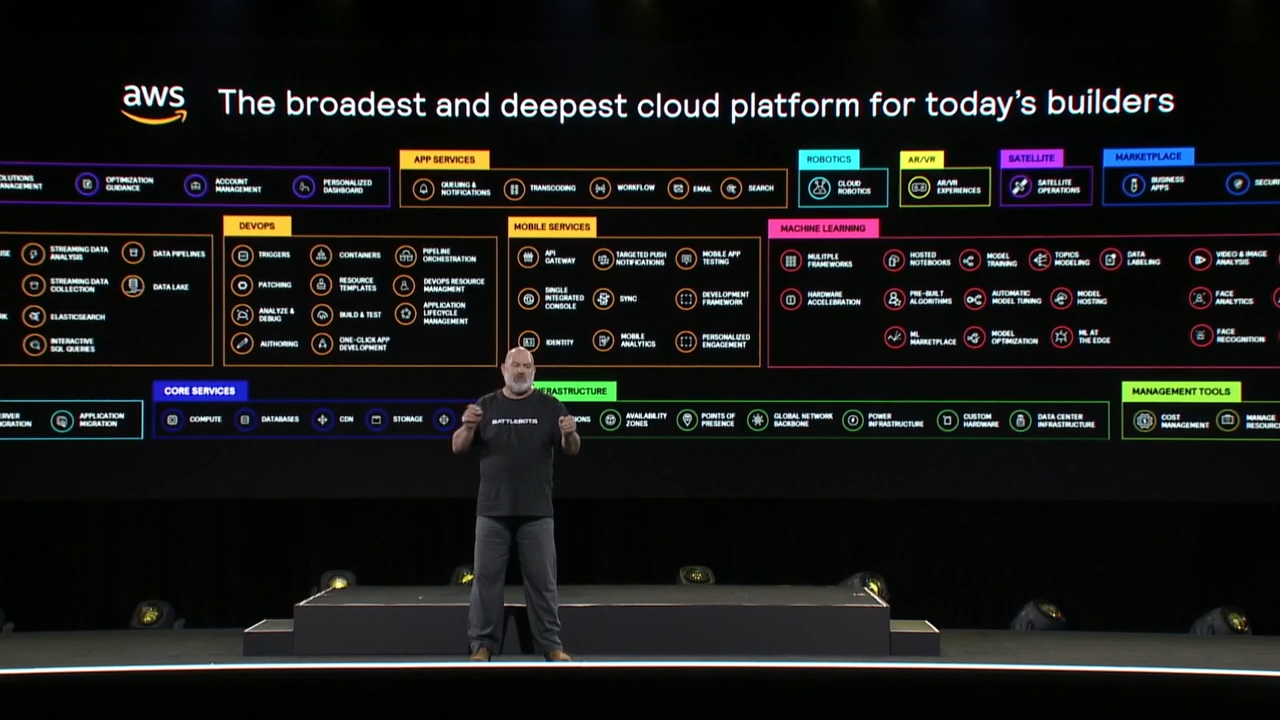 aws
The broadest and deepest cloud platform for today's builders
APP SERVICES
ROBOTICS
AR/VR
SATELLITE
MARKETPLACE
OPTIMIZATION
GUIDANCE
ACCOUNT
MANAGEMENT
PERSONALIZED
DASHBOARD
QUEUING &
NOTIFICATIONS
TRANSCODING
WORKFLOW
EMAIL
SEARCH
CLOUD
ROBOTICS
AR/VR
EXPERIENCES
SATELLITE
OPERATIONS
BUSINESS
APPS
DEVOPS
MOBILE SERVICES
MACHINE LEARNING
STREAMING DATA
ANALYSIS
DATA PIPELINES
STREAMING DATA
COLLECTION
DATA LAKE
ELASTICSEARCH
INTERACTIVE
SQL QUERIES
TRIGGERS
CONTAINERS
PIPELINE
ORCHESTRATION
PATCHING
RESOURCE
TEMPLATES
DEVOPS RESOURCE
MANAGMENT
ANALYZE &
DEBUG
BUILD & TEST
APPLICATION
LIFECYCLE
MANAGEMENT
AUTHORING
ONE-CLICK APP
DEVELOPMENT
API
GATEWAY
TARGETED PUSH
NOTIFICATIONS
MOBILE APP
TESTING
SINGLE
INTEGRATED
CONSOLE
SYNC
DEVELOPMENT
FRAMEWORK
IDENTITY
MOBILE
ANALYTICS
PERSONALIZED
ENGAGEMENT
MULITPLE
FRAMEWORKS
HOSTED
NOTEBOOKS
MODEL
TRAINING
TOPICS
MODELING
DATA
LABELING
VIDEO & IMAGE
ANALYSIS
HARDWARE
ACCELERATION
PRE-BUILT
ALGORITHMS
AUTOMATIC
MODEL TUNING
MODEL
HOSTING
FACE
ANALYTICS
ML
MARKETPLACE
MODEL
OPTIMIZATION
ML AT
THE EDGE
FACE
RECOGNITION
CORE SERVICES
MANAGEMENT TOOLS
APPLICATION
MIGRATION
COMPUTE
DATABASES
CDN
STORAGE
AVAILABILITY
ZONES
POINTS OF
PRESENCE
GLOBAL NETWORK
BACKBONE
POWER
INFRASTRUCTURE
CUSTOM
HARDWARE
DATA CENTER
INFRASTRUCTURE
COST
MANAGEMENT
MANAGE
BATTLEBOTS